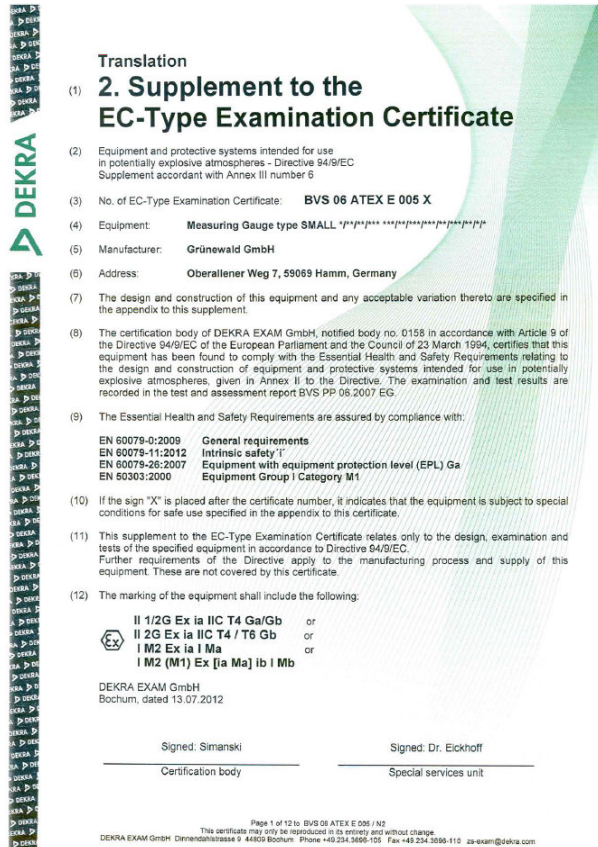 DEKRA
Translation
(1) 2. Supplement to the
EC-Type Examination Certificate
(2) Equipment and protective systems intended for use
in potentially explosive atmospheres - Directive 94/9/EC
Supplement accordant with Annex III number 6
(3) No. of EC-Type Examination Certificate: BVS 06 ATEX E 005 X
(4) Equipment: Measuring Gauge type SMALL */**/**/*** ***/**/***/***/**/***/**/*/*
(5) Manufacturer: Grünewald GmbH
(6) Address: Oberallener Weg 7, 59069 Hamm, Germany
(7) The design and construction of this equipment and any acceptable variation thereto are specified in
the appendix to this supplement.
(8) The certification body of DEKRA EXAM GmbH, notified body no. 0158 in accordance with Article 9 of
the Directive 94/9/EC of the European Parliament and the Council of 23 March 1994, certifies that this
equipment has been found to comply with the Essential Health and Safety Requirements relating to
the design and construction of equipment and protective systems intended for use in potentially
explosive atmospheres, given in Annex II to the Directive. The examination and test results are
recorded in the test and assessment report BVS PP 06.2007 EG.
(9) The Essential Health and Safety Requirements are assured by compliance with:
EN 60079-0:2009 General requirements
EN 60079-11:2012 Intrinsic safety 'i'
EN 60079-26:2007 Equipment with equipment protection level (EPL) Ga
EN 50303:2000 Equipment Group I Category M1
(10) If the sign "X" is placed after the certificate number, it indicates that the equipment is subject to special
conditions for safe use specified in the appendix to this certificate.
(11) This supplement to the EC-Type Examination Certificate relates only to the design, examination and
tests of the specified equipment in accordance to Directive 94/9/EC.
Further requirements of the Directive apply to the manufacturing process and supply of this
equipment. These are not covered by this certificate.
(12) The marking of the equipment shall include the following:
II 1/2G Ex ia IIC T4 Ga/Gb or
Ex II 2G Ex ia IIC T4 / T6 Gb or
I M2 Ex ia I Ma or
I M2 (M1) Ex [ia Ma] ib I Mb
DEKRA EXAM GmbH
Bochum, dated 13.07.2012
Signed: Simanski Signed: Dr. Eickhoff
Certification body Special services unit
Page 1 of 12 to BVS 06 ATEX E 005 / N2
This certificate may only be reproduced in its entirety and without change.
DEKRA EXAM GmbH Dinnendahlstrasse 9 44809 Bochum Phone +49.234.3696-105 Fax +49.234.3696-110 zs-exam@dekra.com